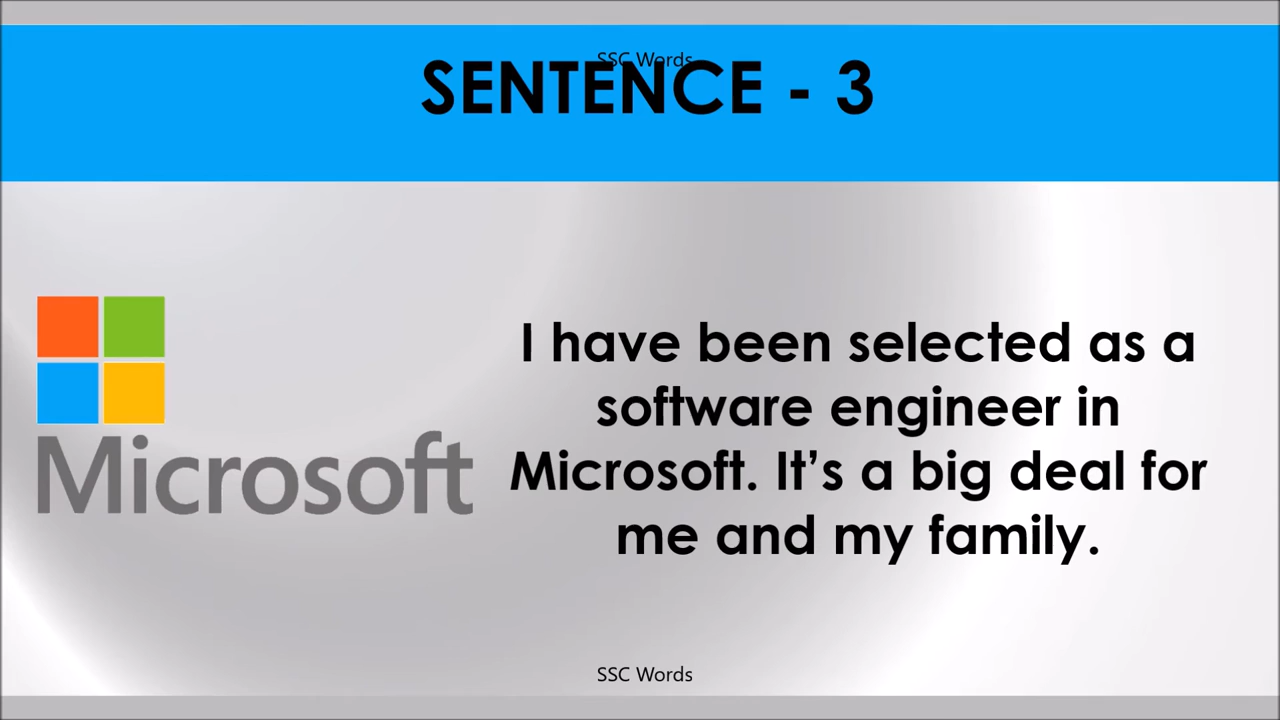 SSC Words
SENTENCE - 3
Microsoft
I have been selected as a
software engineer in
Microsoft. It’s a big deal for
me and my family.
SSC Words